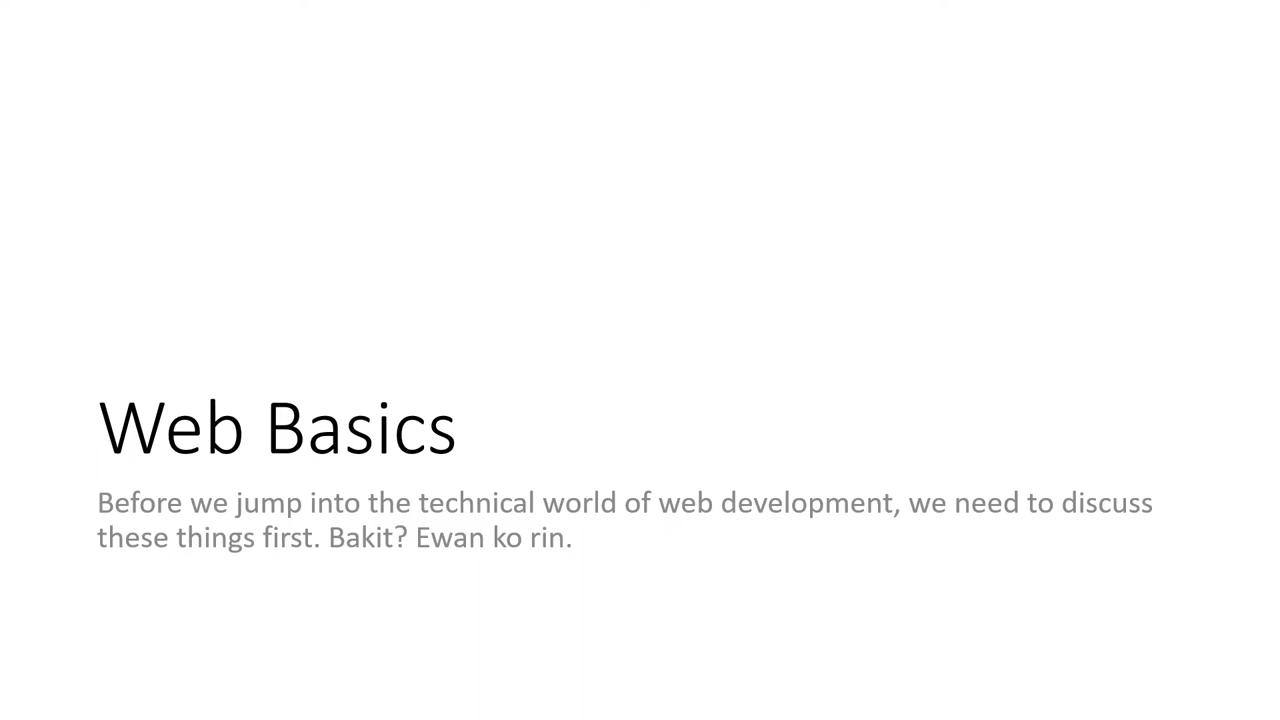 Web Basics
Before we jump into the technical world of web development, we need to discuss
these things first. Bakit? Ewan ko rin.